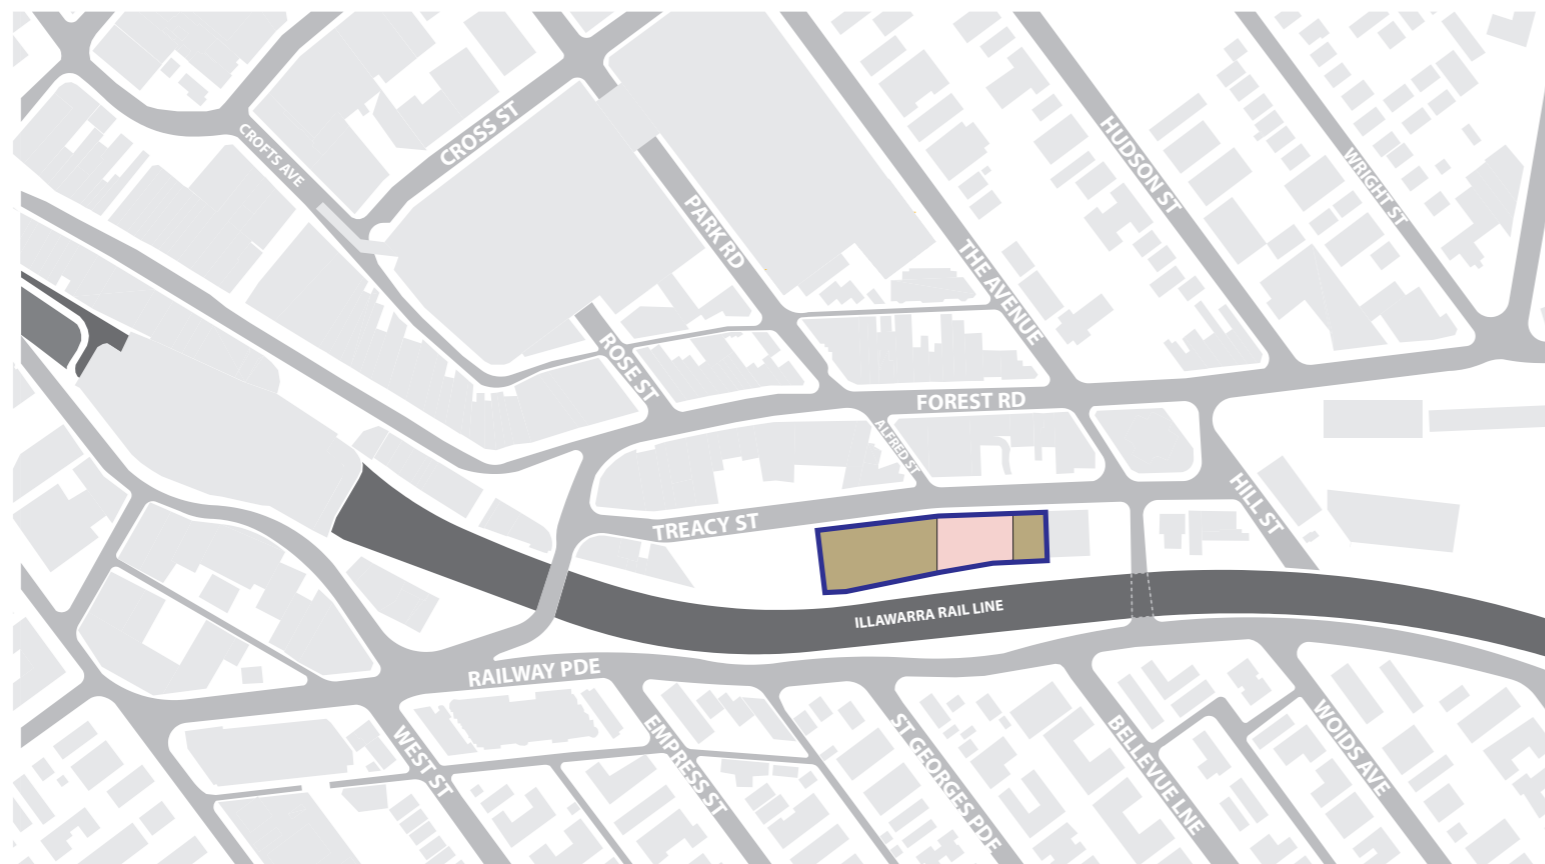 CROSS ST
CROFTS AVE
HUDSON ST
WRIGHT ST
PARK RD
THE AVENUE
ROSE ST
FOREST RD
ALFRED ST
HILL ST
TREACY ST
ILLAWARRA RAIL LINE
RAILWAY PDE
WEST ST
EMPRESS ST
ST GEORGES PDE
BELLEVUE LNE
WOIDS AVE